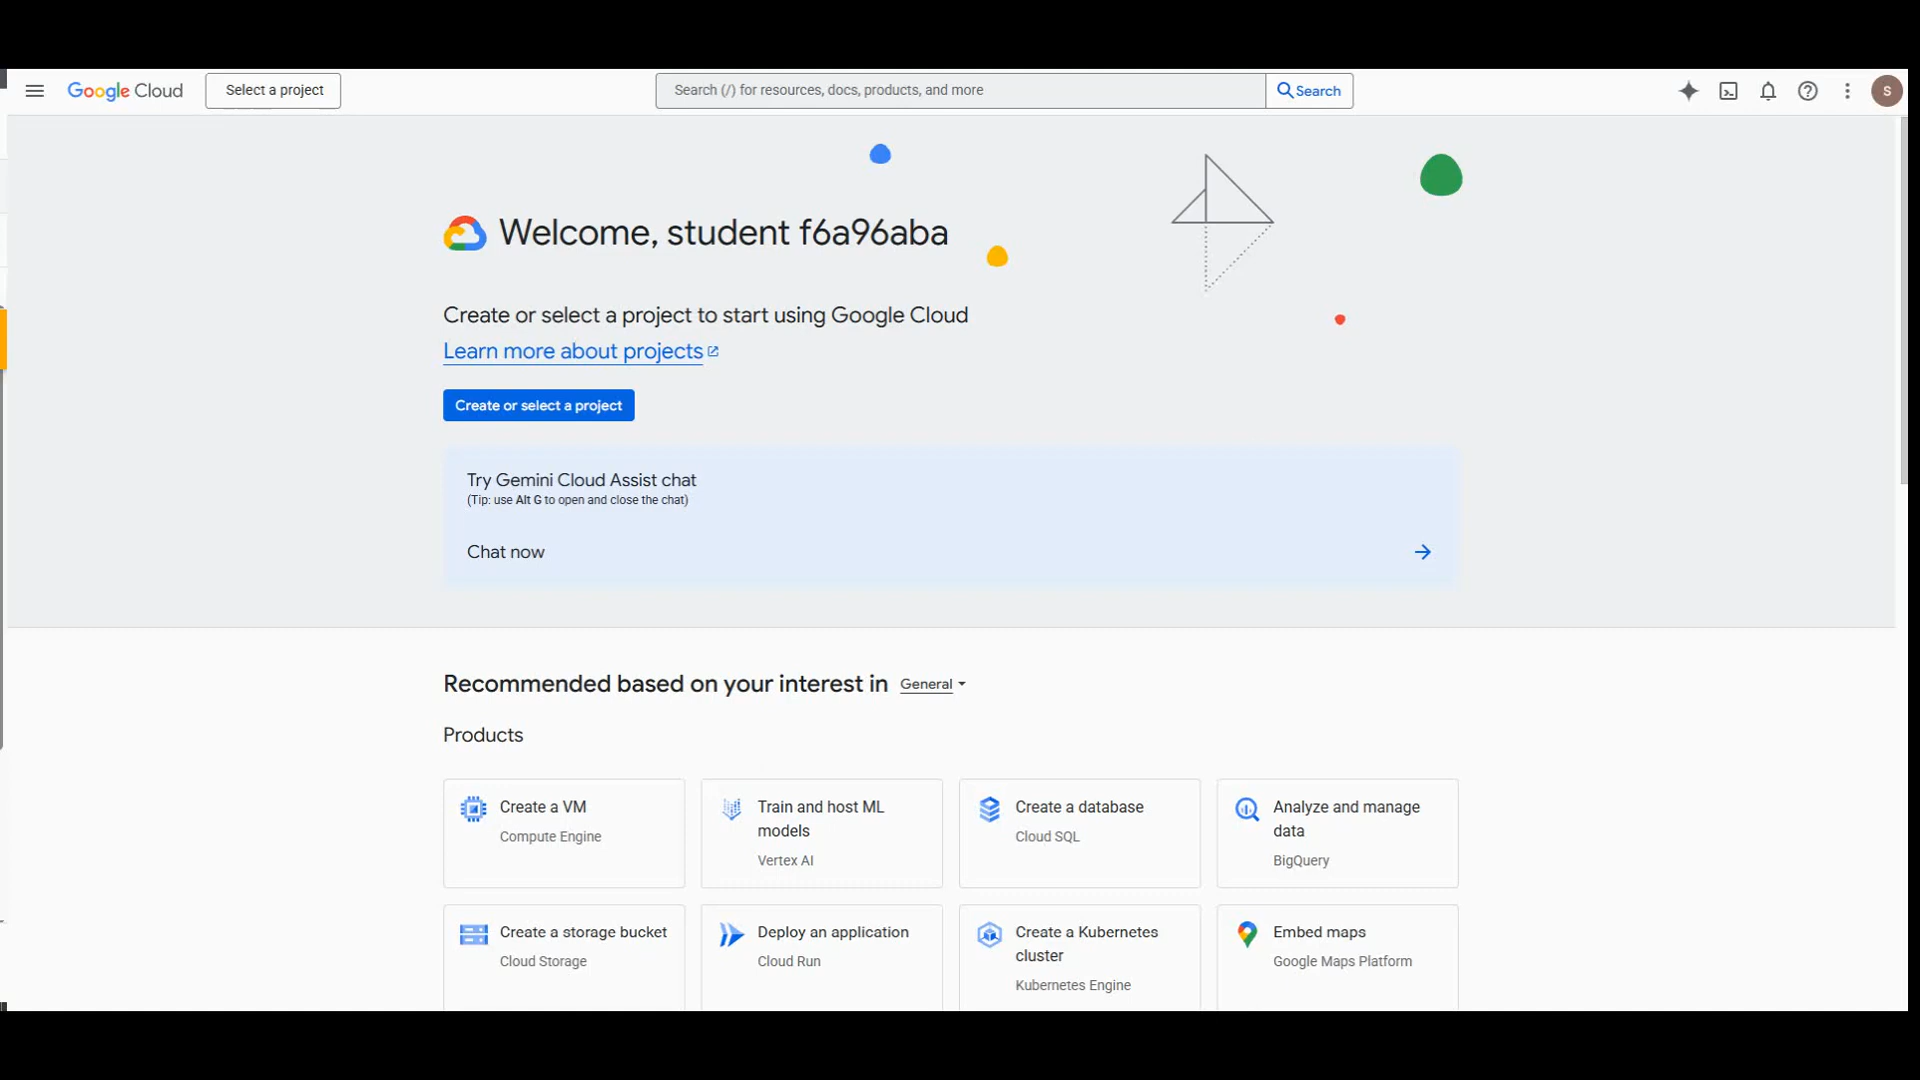 Google Cloud
Select a project
Search (/) for resources, docs, products, and more
Search
S
Welcome, student f6a96aba
Create or select a project to start using Google Cloud
Learn more about projects
Create or select a project
Try Gemini Cloud Assist chat
(Tip: use Alt G to open and close the chat)
Chat now
Recommended based on your interest in General
Products
Create a VM
Compute Engine
Train and host ML
models
Vertex AI
Create a database
Cloud SQL
Analyze and manage
data
BigQuery
Create a storage bucket
Cloud Storage
Deploy an application
Cloud Run
Create a Kubernetes
cluster
Kubernetes Engine
Embed maps
Google Maps Platform